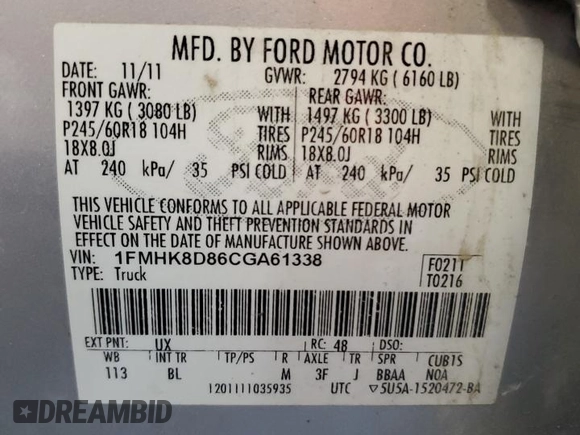 MFD. BY FORD MOTOR CO.
DATE: 11/11 GVWR: 2794 KG ( 6160 LB)
FRONT GAWR: REAR GAWR:
1397 KG ( 3080 LB) WITH 1497 KG ( 3300 LB) WITH
P245/60R18 104H TIRES P245/60R18 104H TIRES
18X8.0J RIMS 18X8.0J RIMS
AT 240 kPa/ 35 PSI COLD AT 240 kPa/ 35 PSI COLD
THIS VEHICLE CONFORMS TO ALL APPLICABLE FEDERAL MOTOR
VEHICLE SAFETY AND THEFT PREVENTION STANDARDS IN
EFFECT ON THE DATE OF MANUFACTURE SHOWN ABOVE.
VIN: 1FMHK8D86CGA61338
TYPE: Truck
F0211
T0216
EXT PNT: UX RC: 48 DSO:
WB INT TR TP/PS R AXLE TR SPR CUBTS
113 BL M 3F J BBAA N0A
1201111035935 UTC ▽5U5A-1520472-BA
DREAMBID